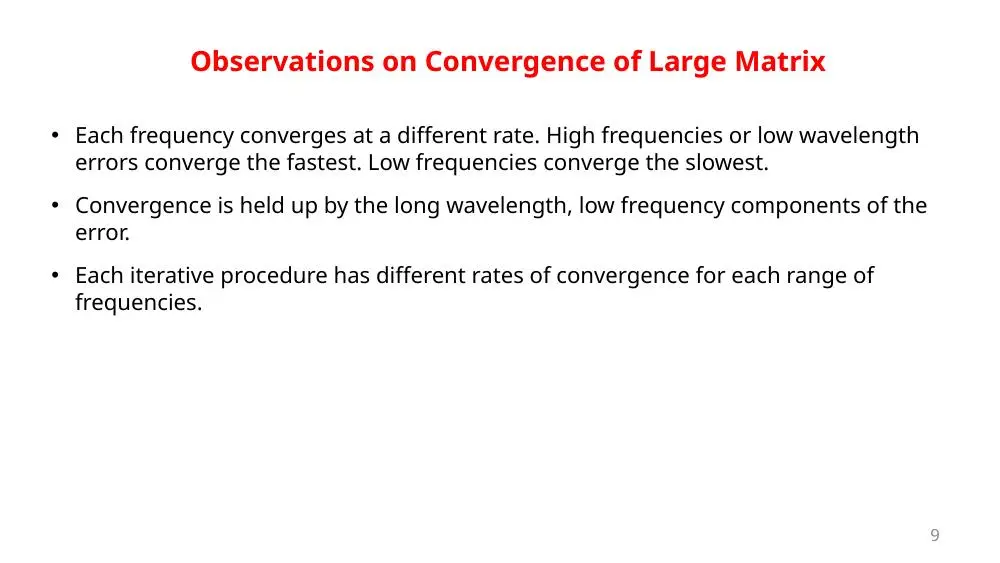 Observations on Convergence of Large Matrix
• Each frequency converges at a different rate. High frequencies or low wavelength
errors converge the fastest. Low frequencies converge the slowest.
• Convergence is held up by the long wavelength, low frequency components of the
error.
• Each iterative procedure has different rates of convergence for each range of
frequencies.
9